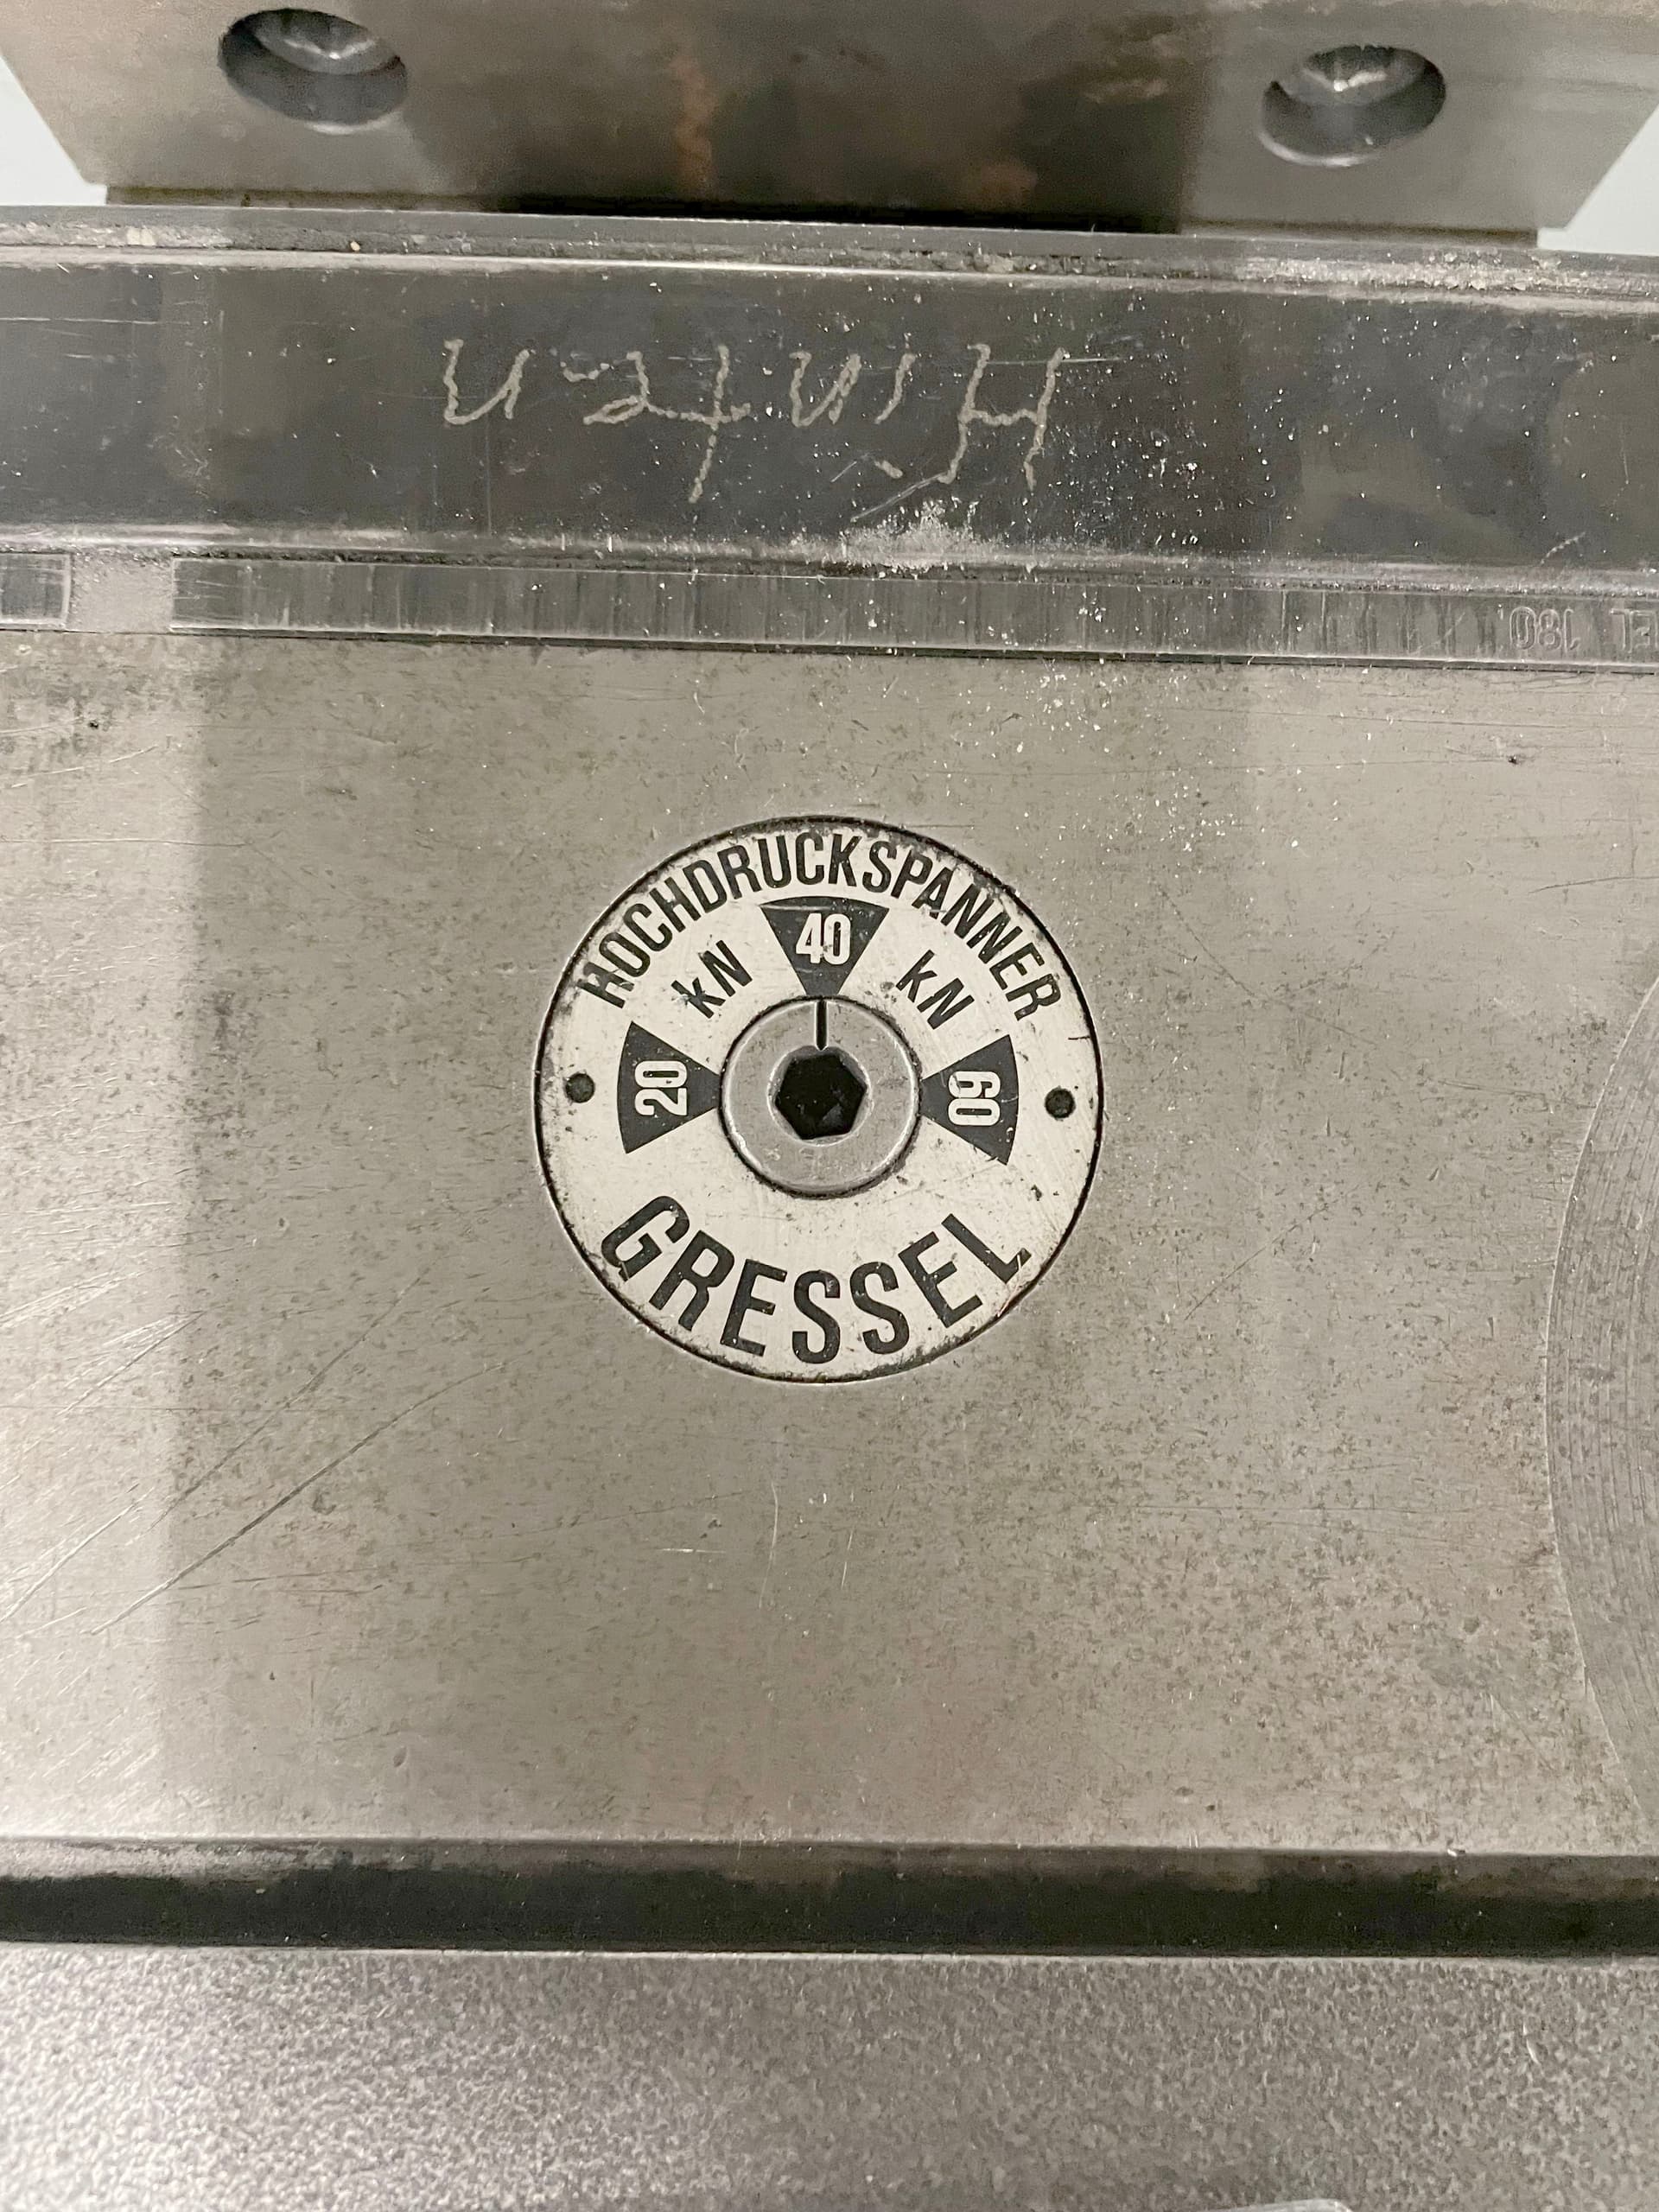 Hinten
EL 180
HOCHDRUCKSPANNER
kN 40 kN
20 60
GRESSEL